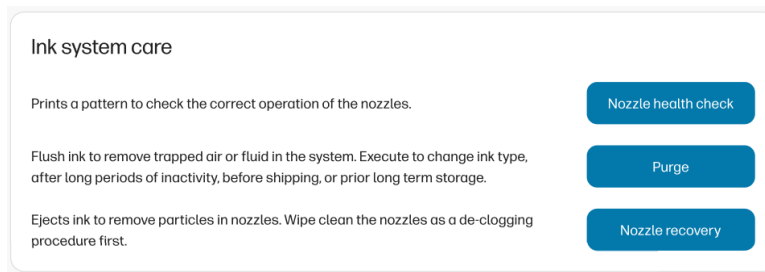 Ink system care
Prints a pattern to check the correct operation of the nozzles.
Nozzle health check
Flush ink to remove trapped air or fluid in the system. Execute to change ink type,
after long periods of inactivity, before shipping, or prior long term storage.
Purge
Ejects ink to remove particles in nozzles. Wipe clean the nozzles as a de-clogging
procedure first.
Nozzle recovery